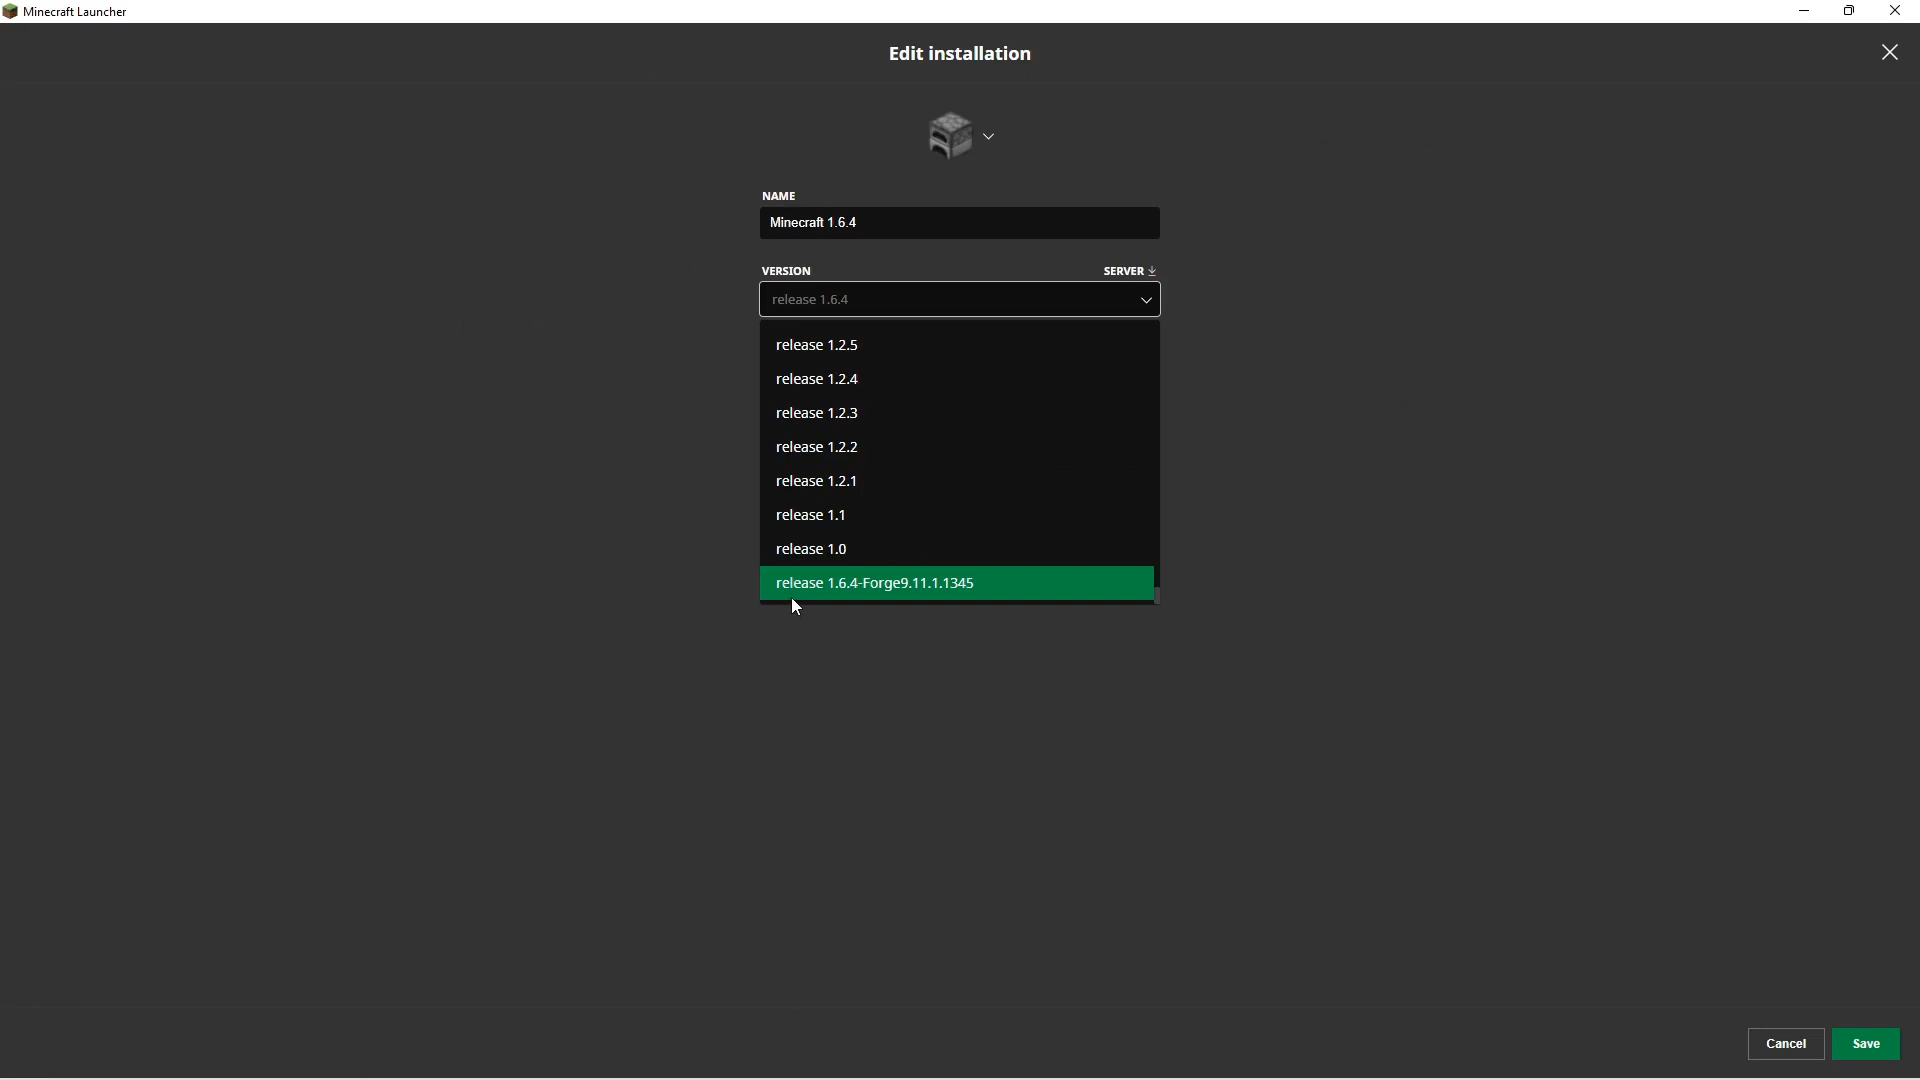 Minecraft Launcher
Edit installation
NAME
Minecraft 1.6.4
VERSION SERVER
release 1.6.4
release 1.2.5
release 1.2.4
release 1.2.3
release 1.2.2
release 1.2.1
release 1.1
release 1.0
release 1.6.4-Forge9.11.1.1345
Cancel Save